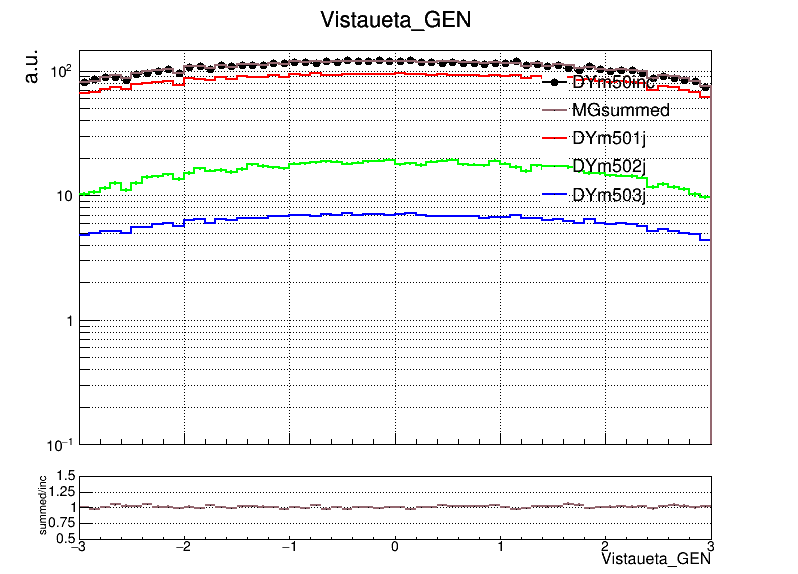 Vistaueta_GEN
a.u.
10²
10
1
10⁻¹
DYm50inc
MGsummed
DYm501j
DYm502j
DYm503j
summed/inc
1.5
1.25
1
0.75
0.5
−3 −2 −1 0 1 2 3
Vistaueta_GEN